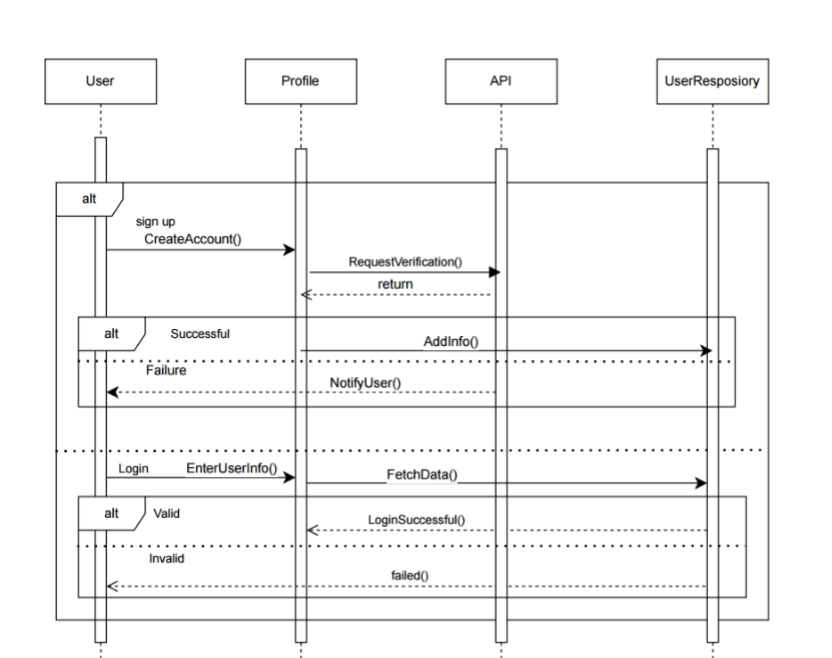 User
Profile
API
UserResposiory
alt
sign up
CreateAccount()
RequestVerification()
return
alt
Successful
AddInfo()
Failure
NotifyUser()
Login
EnterUserInfo()
FetchData()
alt
Valid
LoginSuccessful()
Invalid
failed()